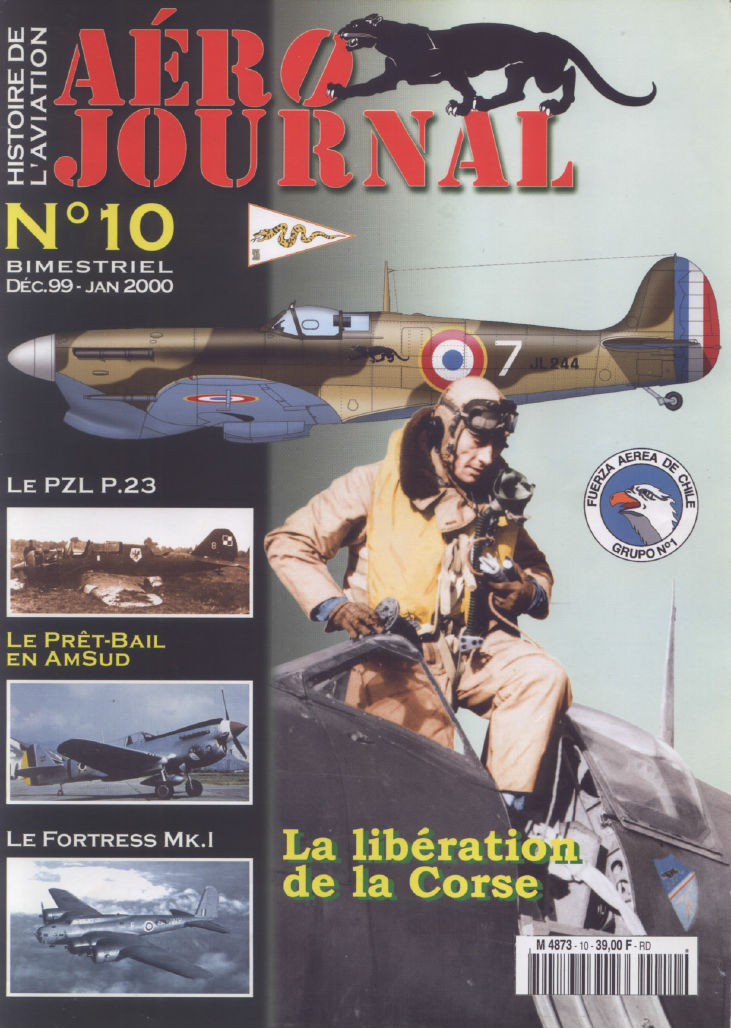 HISTOIRE DE
L'AVIATION
AÉRO
JOURNAL
N°10
BIMESTRIEL
DÉC.99 - JAN 2000
7
JL244
LE PZL P.23
FUERZA AEREA DE CHILE
GRUPO Nº1
LE PRÊT-BAIL
EN AMSUD
LE FORTRESS MK.I
La libération
de la Corse
M 4873 - 10 - 39,00 F - RD